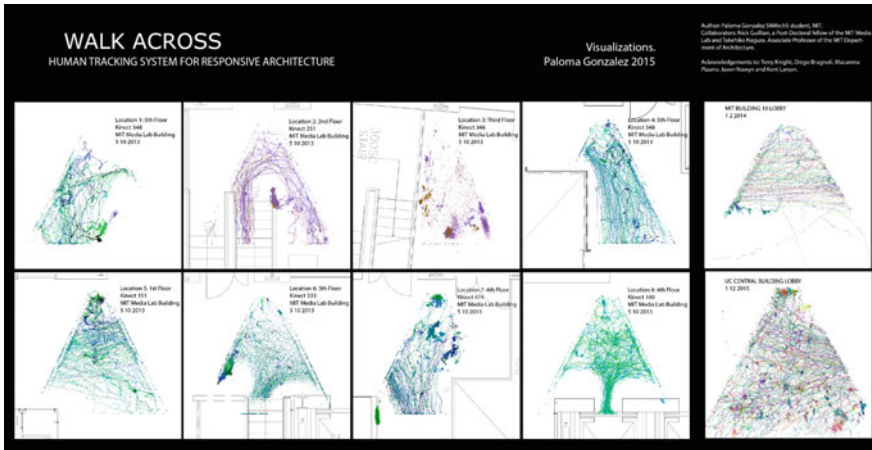 WALK ACROSS
HUMAN TRACKING SYSTEM FOR RESPONSIVE ARCHITECTURE
Visualizations.
Paloma Gonzalez 2015
Author: Paloma Gonzalez SMArchS student, MIT.
Collaborators: Nick Guillian, a Post-Doctoral fellow of the MIT Media
Lab and Takehiko Nagura, Associate Professor of the MIT Depart-
ment of Architecture.
Acknowledgements to: Terry Knight, Diego
Jason Nawyn and Kent Larson.
Location 1: 5th Floor
Kinect 548
MIT Media Lab Building
5 10 2013
Location 2: 2nd Floor
Kinect 251
MIT Media Lab Building
5 10 2013
Location 3: Third Floor
Kinect 348
MIT Media Lab Building
5 10 2013
STAIR
Location 4: 5th Floor
Kinect 548
MIT Media Lab Building
5 10 2013
MIT BUILDING 10 LOBBY
1 2 2014
Location 5: 1st Floor
Kinect 151
MIT Media Lab Building
5 10 2013
Location 6: 3th Floor
Kinect 333
MIT Media Lab Building
5 10 2013
Location 7: 4th Floor
Kinect 474
MIT Media Lab Building
5 10 2013
Location 8: 4th Floor
Kinect 140
MIT Media Lab Building
5 10 2013
UC CENTRAL BUILDING LOBBY
1 12 2015